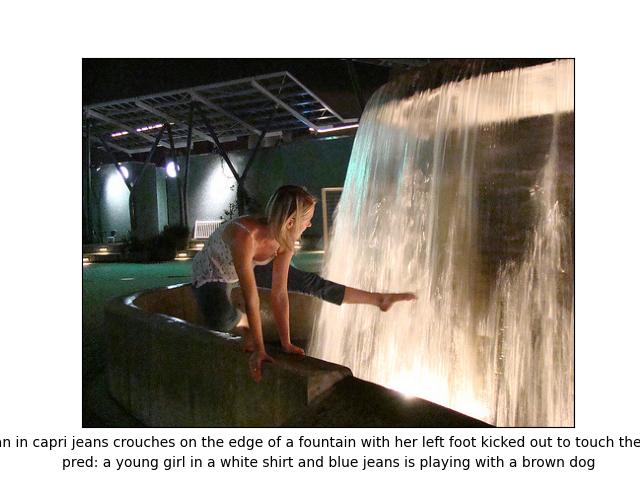 in capri jeans crouches on the edge of a fountain with her left foot kicked out to touch the
pred: a young girl in a white shirt and blue jeans is playing with a brown dog